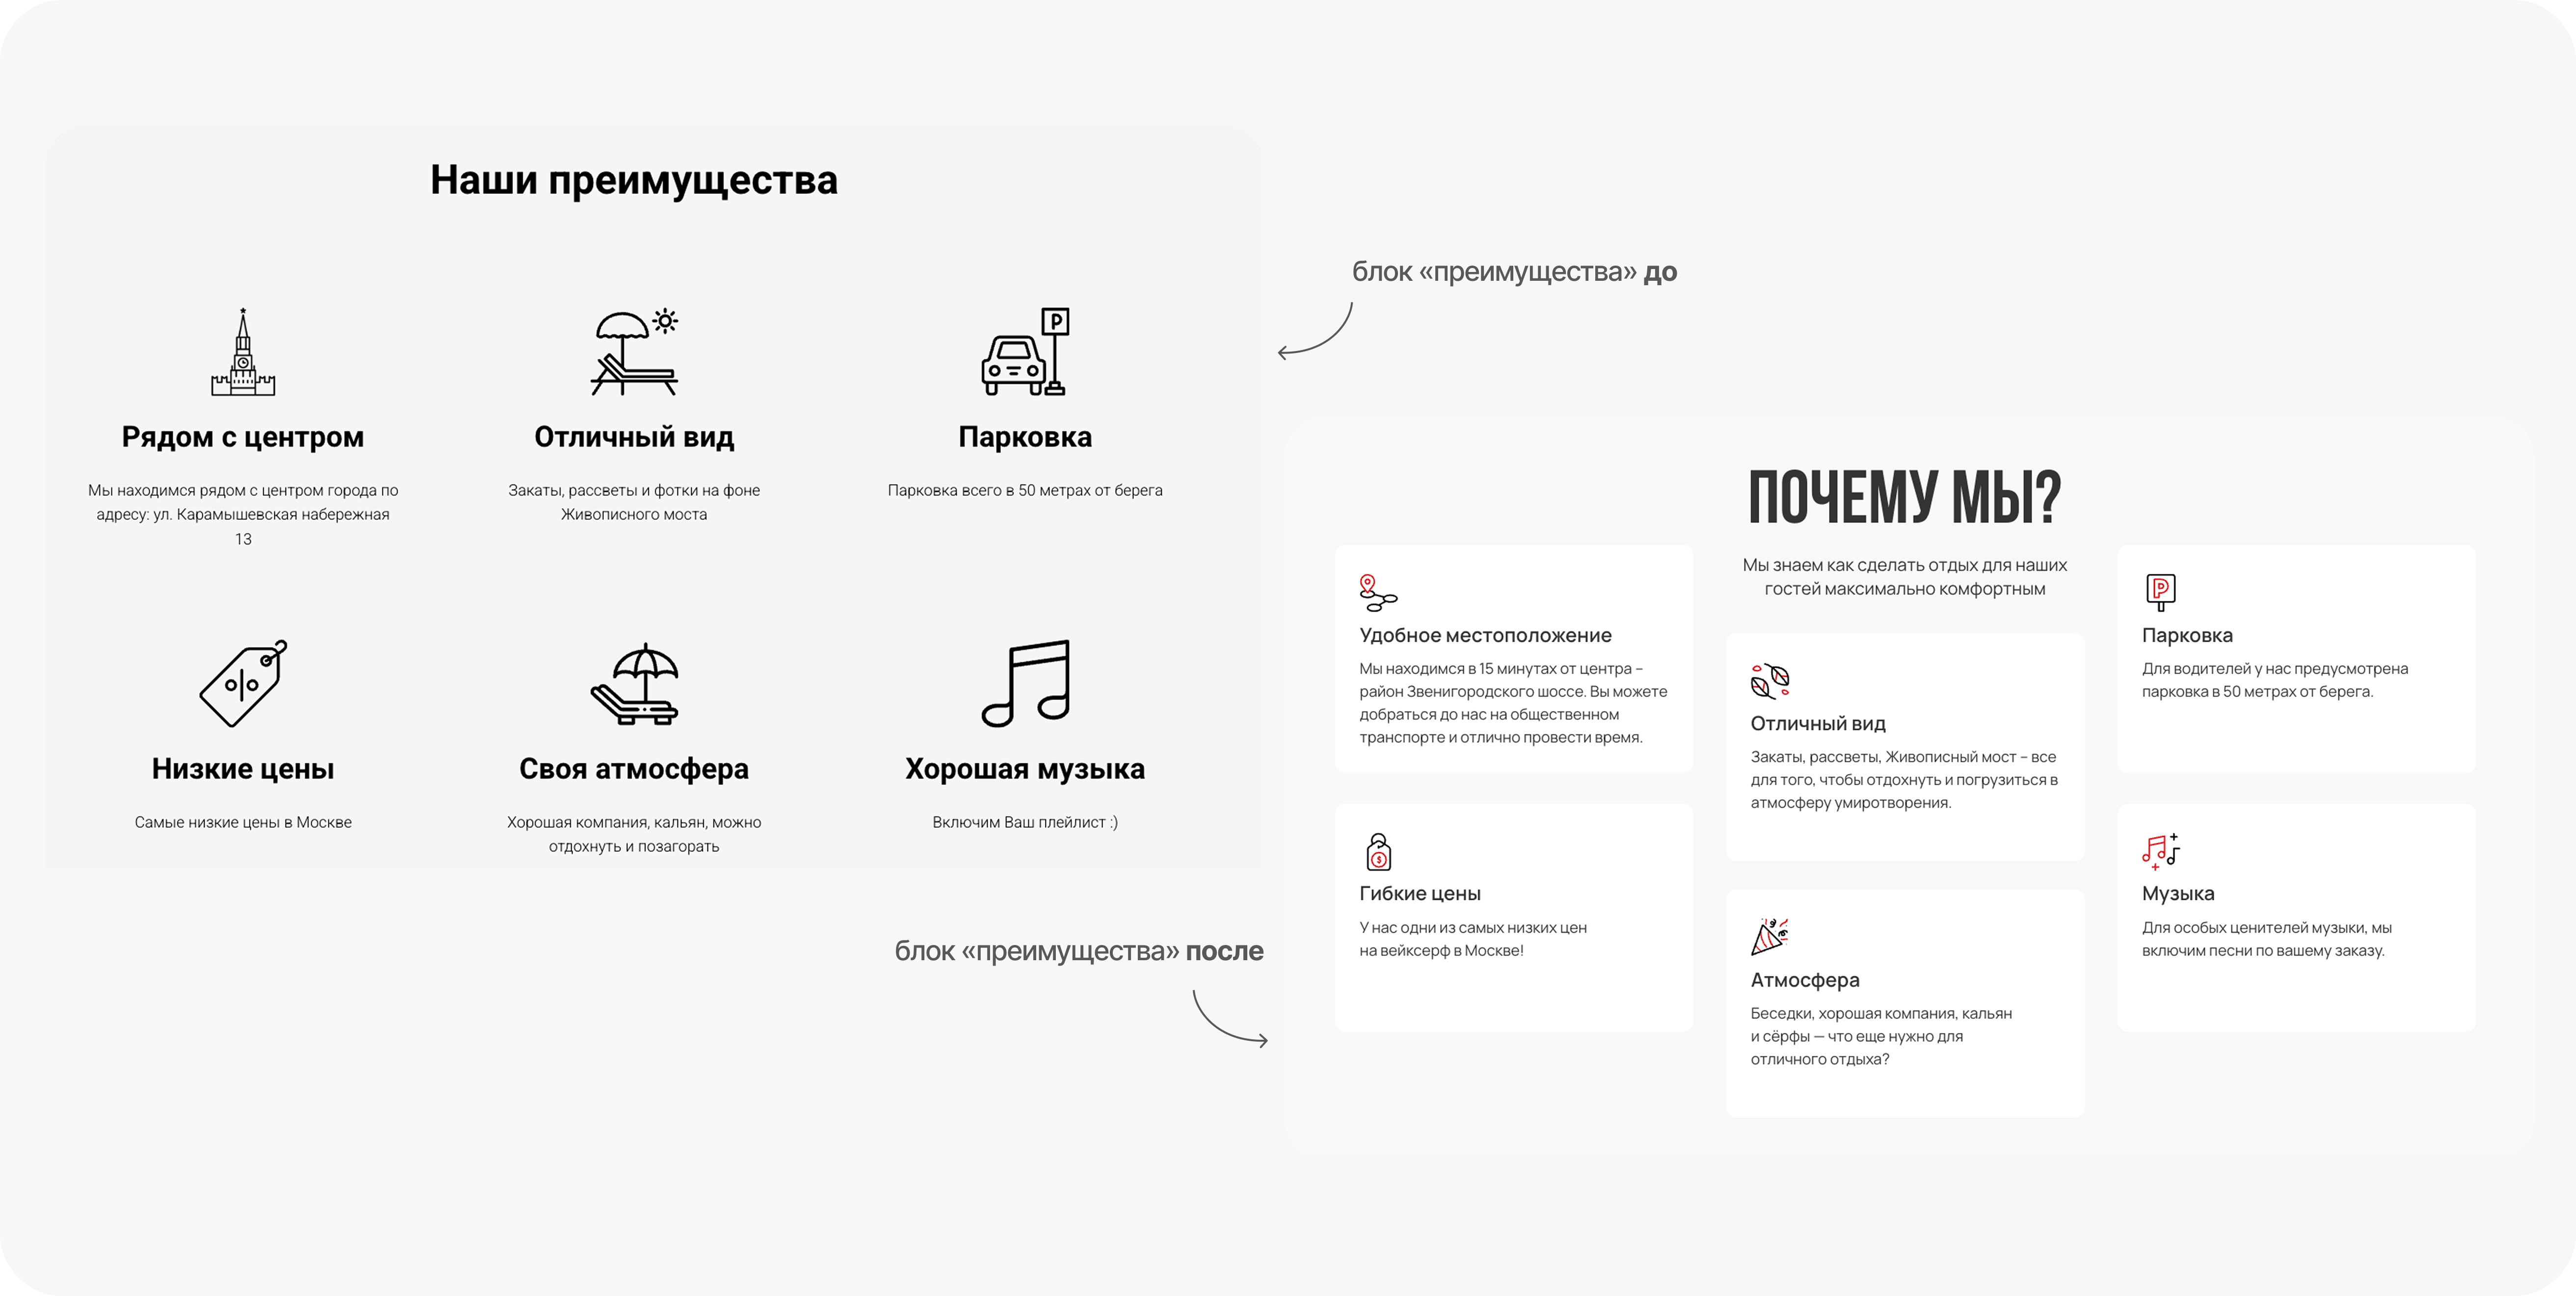 Наши преимущества
Рядом с центром
Мы находимся рядом с центром города по
адресу: ул. Карамышевская набережная
13
Отличный вид
Закаты, рассветы и фотки на фоне
Живописного моста
P
Парковка
Парковка всего в 50 метрах от берега
Низкие цены
Самые низкие цены в Москве
Своя атмосфера
Хорошая компания, кальян, можно
отдохнуть и позагорать
Хорошая музыка
Включим Ваш плейлист :)
блок «преимущества» до
блок «преимущества» после
ПОЧЕМУ МЫ?
Мы знаем как сделать отдых для наших
гостей максимально комфортным
Удобное местоположение
Мы находимся в 15 минутах от центра –
район Звенигородского шоссе. Вы можете
добраться до нас на общественном
транспорте и отлично провести время.
Отличный вид
Закаты, рассветы, Живописный мост – все
для того, чтобы отдохнуть и погрузиться в
атмосферу умиротворения.
P
Парковка
Для водителей у нас предусмотрена
парковка в 50 метрах от берега.
$
Гибкие цены
У нас одни из самых низких цен
на вейксерф в Москве!
Атмосфера
Беседки, хорошая компания, кальян
и сёрфы — что еще нужно для
отличного отдыха?
Музыка
Для особых ценителей музыки, мы
включим песни по вашему заказу.